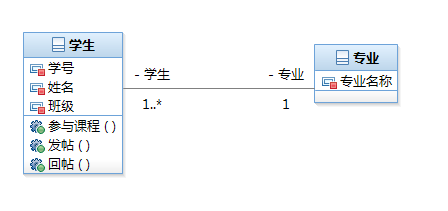 学生
学号
姓名
班级
参与课程 ( )
发帖 ( )
回帖 ( )
- 学生
1..*
- 专业
1
专业
专业名称